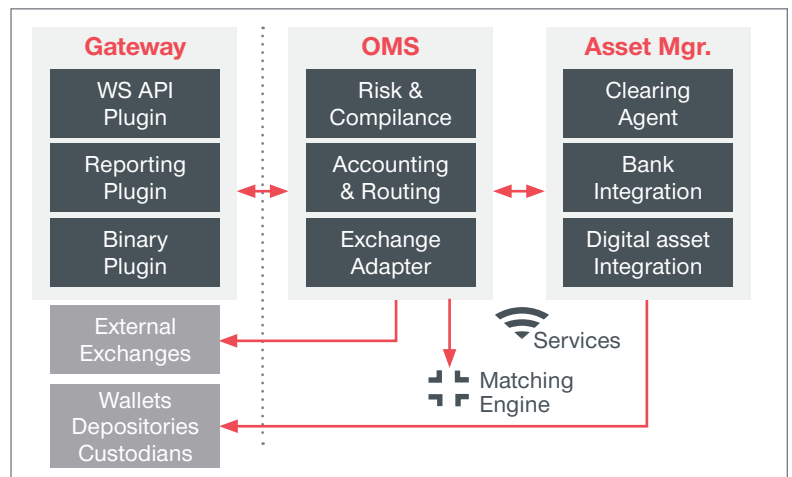 Gateway
WS API
Plugin
Reporting
Plugin
Binary
Plugin
External
Exchanges
Wallets
Depositories
Custodians
OMS
Risk &
Compilance
Accounting
& Routing
Exchange
Adapter
Services
Matching
Engine
Asset Mgr.
Clearing
Agent
Bank
Integration
Digital asset
Integration